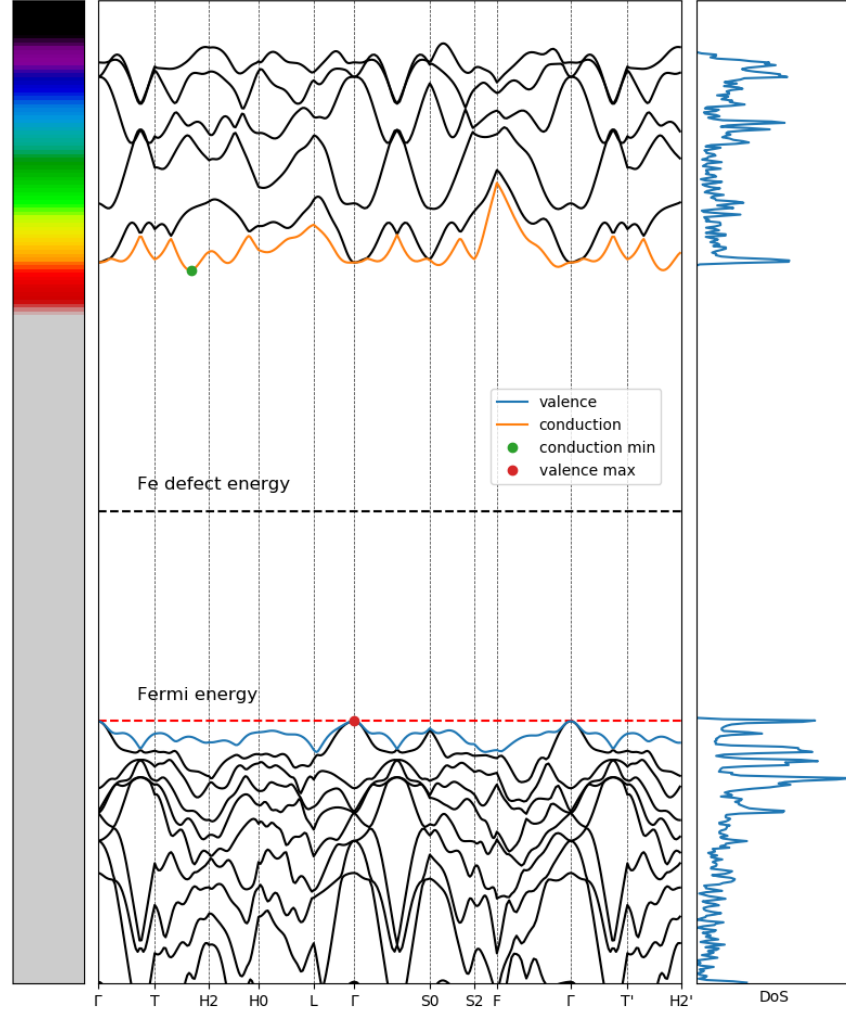 valence
conduction
conduction min
valence max
Fe defect energy
Fermi energy
Γ T H2 H0 L Γ S0 S2 F Γ T' H2'
DoS